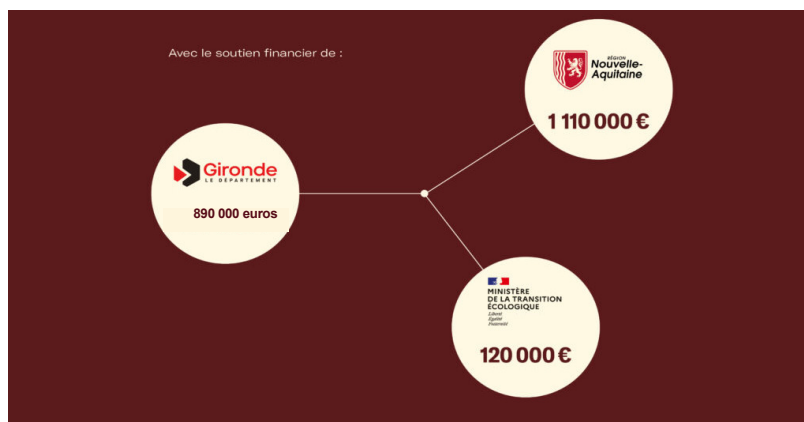 Avec le soutien financier de :
RÉGION
Nouvelle-
Aquitaine
1 110 000 €
Gironde
LE DÉPARTEMENT
890 000 euros
MINISTÈRE
DE LA TRANSITION
ÉCOLOGIQUE
Liberté
Égalité
Fraternité
120 000 €